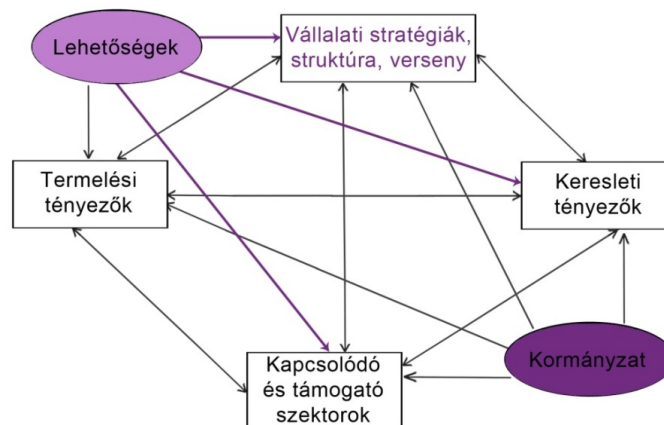 Lehetőségek
Vállalati stratégiák,
struktúra, verseny
Termelési
tényezők
Keresleti
tényezők
Kormányzat
Kapcsolódó
és támogató
szektorok